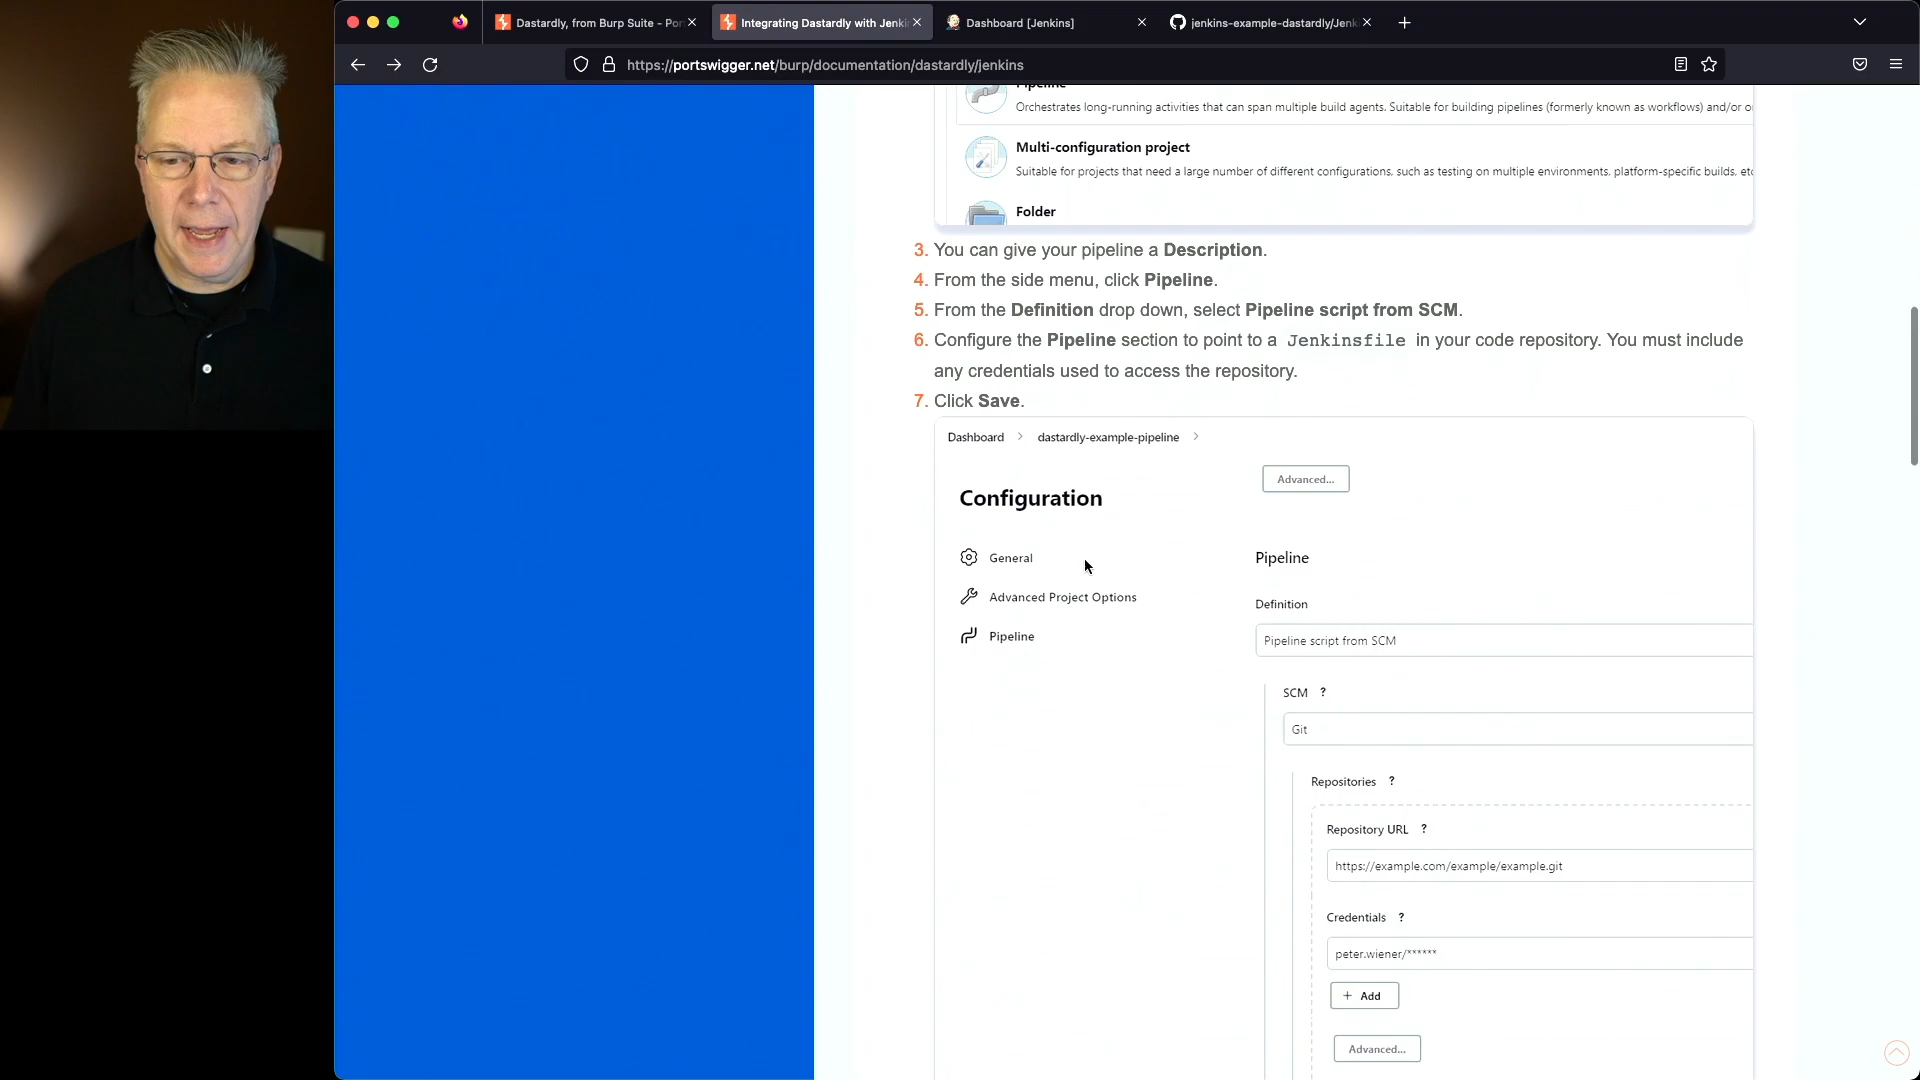 Dastardly, from Burp Suite - Por
Integrating Dastardly with Jenki
Dashboard [Jenkins]
jenkins-example-dastardly/Jenk
https://portswigger.net/burp/documentation/dastardly/jenkins
Pipeline
Orchestrates long-running activities that can span multiple build agents. Suitable for building pipelines (formerly known as workflows) and/or o
Multi-configuration project
Suitable for projects that need a large number of different configurations, such as testing on multiple environments, platform-specific builds, etc
Folder
3. You can give your pipeline a Description.
4. From the side menu, click Pipeline.
5. From the Definition drop down, select Pipeline script from SCM.
6. Configure the Pipeline section to point to a Jenkinsfile in your code repository. You must include
any credentials used to access the repository.
7. Click Save.
Dashboard > dastardly-example-pipeline >
Advanced...
Configuration
General
Pipeline
Advanced Project Options
Definition
Pipeline
Pipeline script from SCM
SCM ?
Git
Repositories ?
Repository URL ?
https://example.com/example/example.git
Credentials ?
peter.wiener/******
+ Add
Advanced...